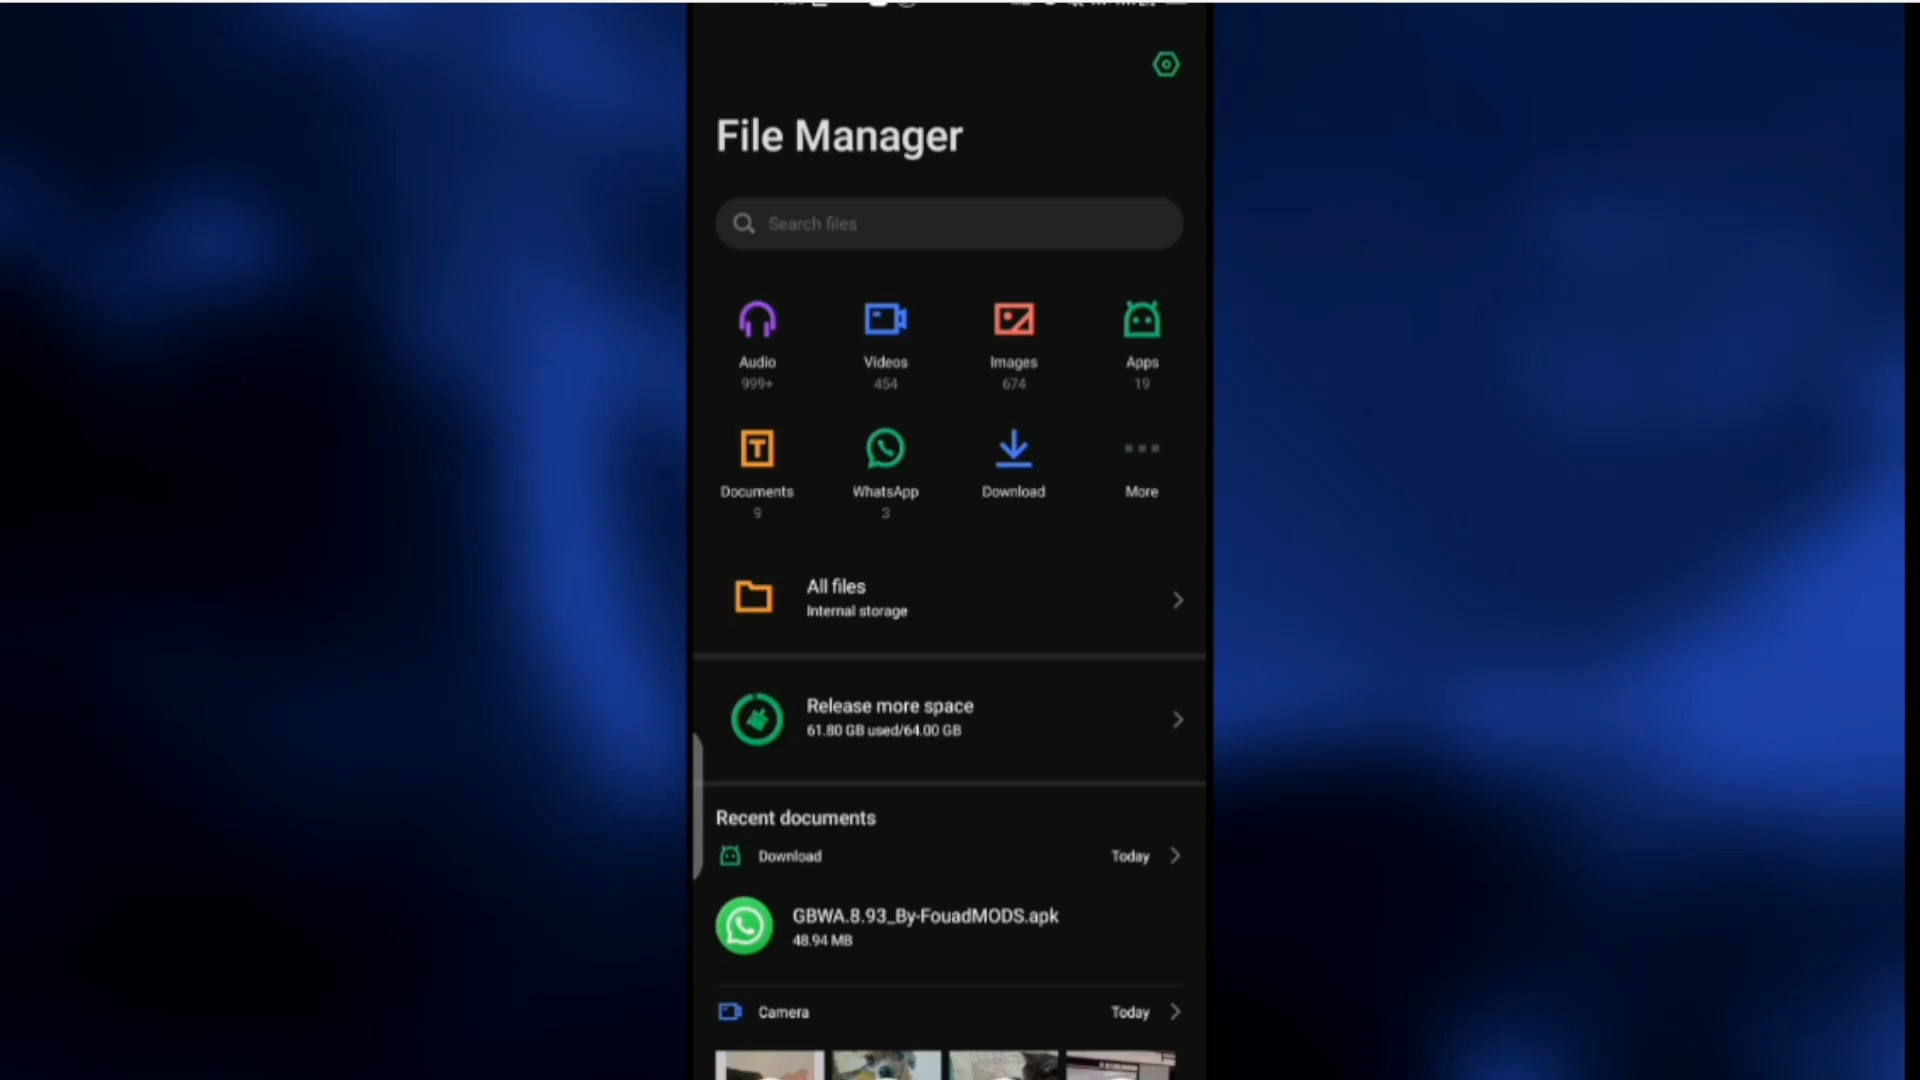 File Manager
Search files
Audio
999+
Videos
454
Images
674
Apps
19
Documents
9
WhatsApp
3
Download
More
All files
Internal storage
Release more space
61.80 GB used/64.00 GB
Recent documents
Download
Today
GBWA.8.93_By-FouadMODS.apk
48.94 MB
Camera
Today